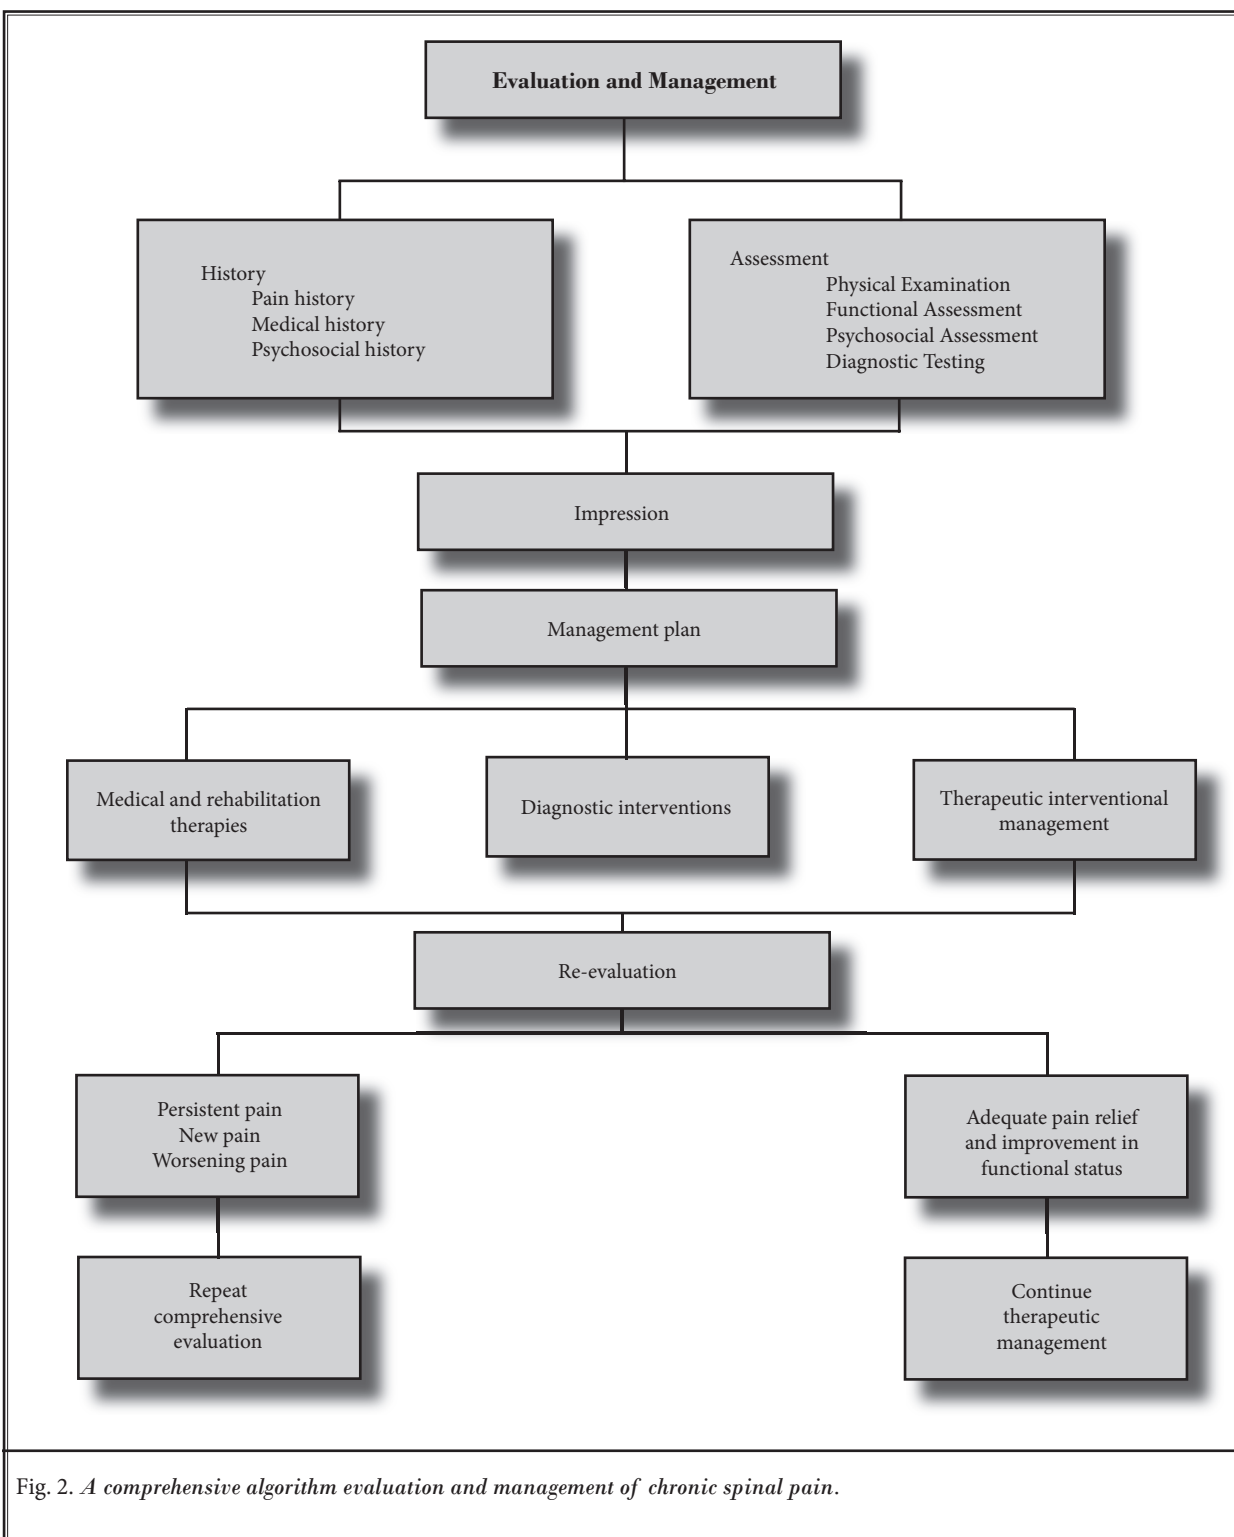 Evaluation and Management
History
Pain history
Medical history
Psychosocial history
Assessment
Physical Examination
Functional Assessment
Psychosocial Assessment
Diagnostic Testing
Impression
Management plan
Medical and rehabilitation
therapies
Diagnostic interventions
Therapeutic interventional
management
Re-evaluation
Persistent pain
New pain
Worsening pain
Adequate pain relief
and improvement in
functional status
Repeat
comprehensive
evaluation
Continue
therapeutic
management
Fig. 2. A comprehensive algorithm evaluation and management of chronic spinal pain.